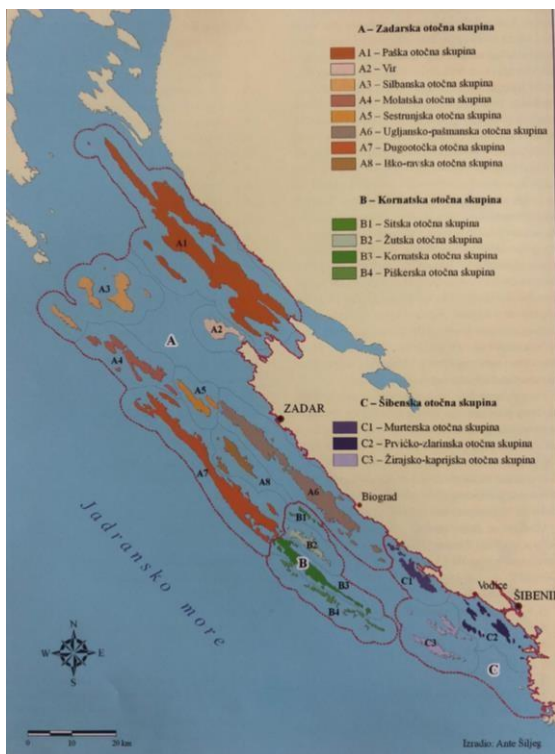 A – Zadarska otočna skupina
A1 – Paška otočna skupina
A2 – Vir
A3 – Silbanska otočna skupina
A4 – Molatska otočna skupina
A5 – Sestrunjska otočna skupina
A6 – Ugljansko-pašmanska otočna skupina
A7 – Dugootočka otočna skupina
A8 – Iško-ravska otočna skupina
B – Kornatska otočna skupina
B1 – Sitska otočna skupina
B2 – Žutska otočna skupina
B3 – Kornatska otočna skupina
B4 – Piškerska otočna skupina
C – Šibenska otočna skupina
C1 – Murterska otočna skupina
C2 – Prvićko-zlarinska otočna skupina
C3 – Žirajsko-kaprijska otočna skupina
A1
A3
A2
A
A4
A5
ZADAR
A7
A8
A6
Biograd
B1
B2
B
B3
B4
C1
Vodice
ŠIBENI
C3
C2
C
Jadransko more
N
W E
S
0 10 20 km
Izradio: Ante Šiljeg